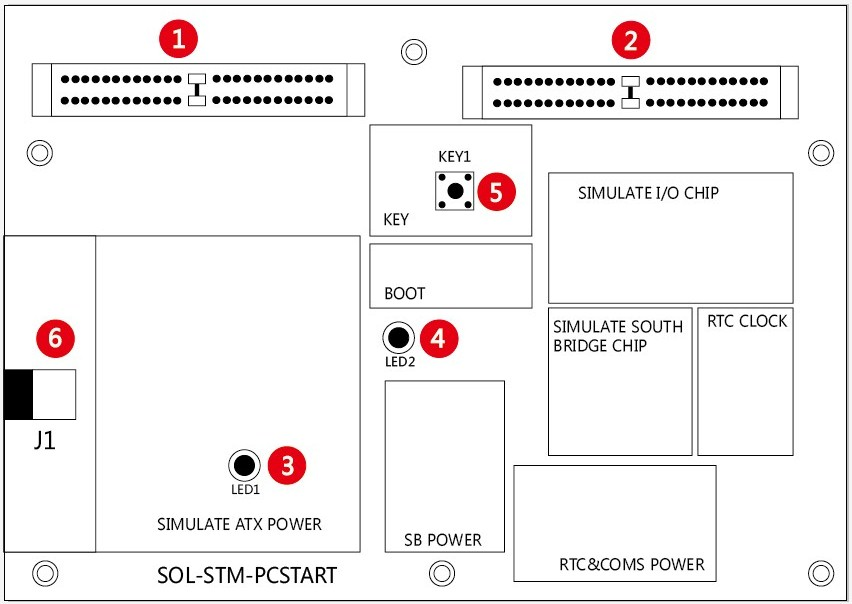 1
2
KEY1
5
KEY
SIMULATE I/O CHIP
BOOT
6
4
LED2
SIMULATE SOUTH
BRIDGE CHIP
RTC CLOCK
J1
3
LED1
SIMULATE ATX POWER
SB POWER
RTC&COMS POWER
SOL-STM-PCSTART